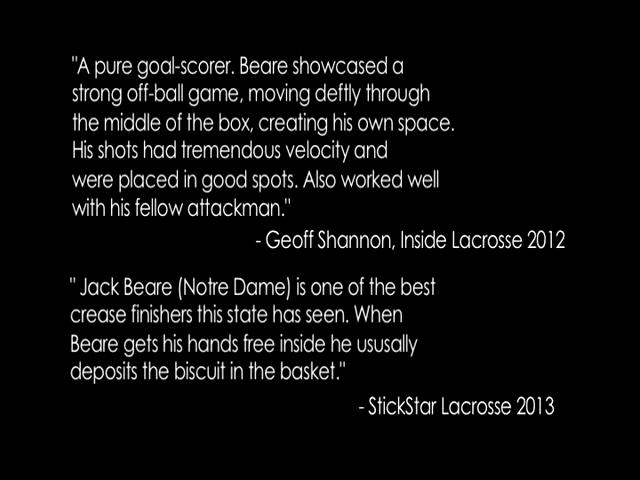 "A pure goal-scorer. Beare showcased a
strong off-ball game, moving deftly through
the middle of the box, creating his own space.
His shots had tremendous velocity and
were placed in good spots. Also worked well
with his fellow attackman."
- Geoff Shannon, Inside Lacrosse 2012
" Jack Beare (Notre Dame) is one of the best
crease finishers this state has seen. When
Beare gets his hands free inside he ususally
deposits the biscuit in the basket."
- StickStar Lacrosse 2013